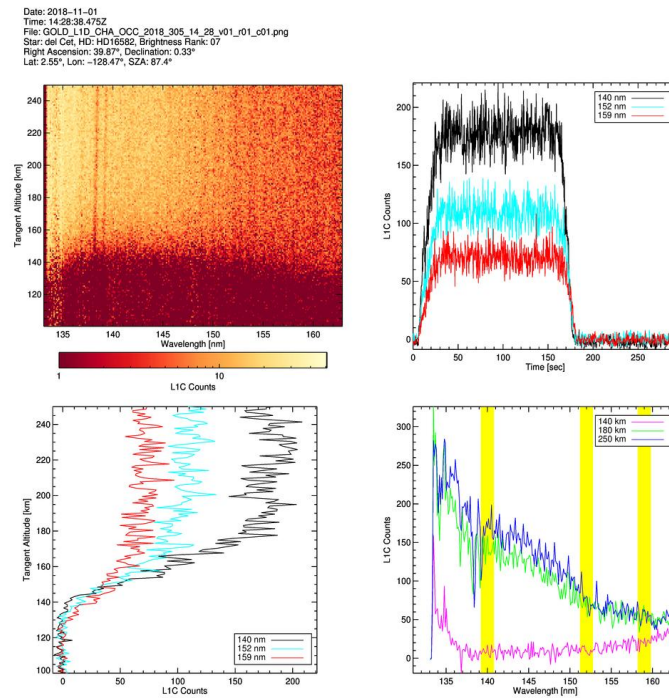 Date: 2018-11-01
Time: 14:28:38.475Z
File: GOLD_L1D_CHA_OCC_2018_305_14_28_v01_r01_c01.png
Star: del Cet, HD: HD16582, Brightness Rank: 07
Right Ascension: 39.87°, Declination: 0.33°
Lat: 2.55°, Lon: −128.47°, SZA: 87.4°
240
220
200
180
160
140
120
Tangent Altitude [km]
135 140 145 150 155 160
Wavelength [nm]
1 10
L1C Counts
200
150
100
50
0
L1C Counts
140 nm
152 nm
159 nm
0 50 100 150 200 250
Time [sec]
240
220
200
180
160
140
120
100
Tangent Altitude [km]
140 nm
152 nm
159 nm
0 50 100 150 200
L1C Counts
300
250
200
150
100
50
0
L1C Counts
140 km
180 km
250 km
135 140 145 150 155 160
Wavelength [nm]